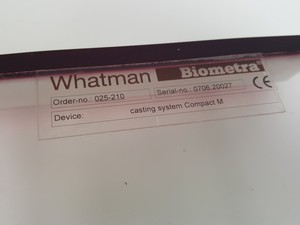 Whatman Biometra®
Order-no.: 025-210 Serial-no.: 0706 20027
Device: casting system Compact M
CE